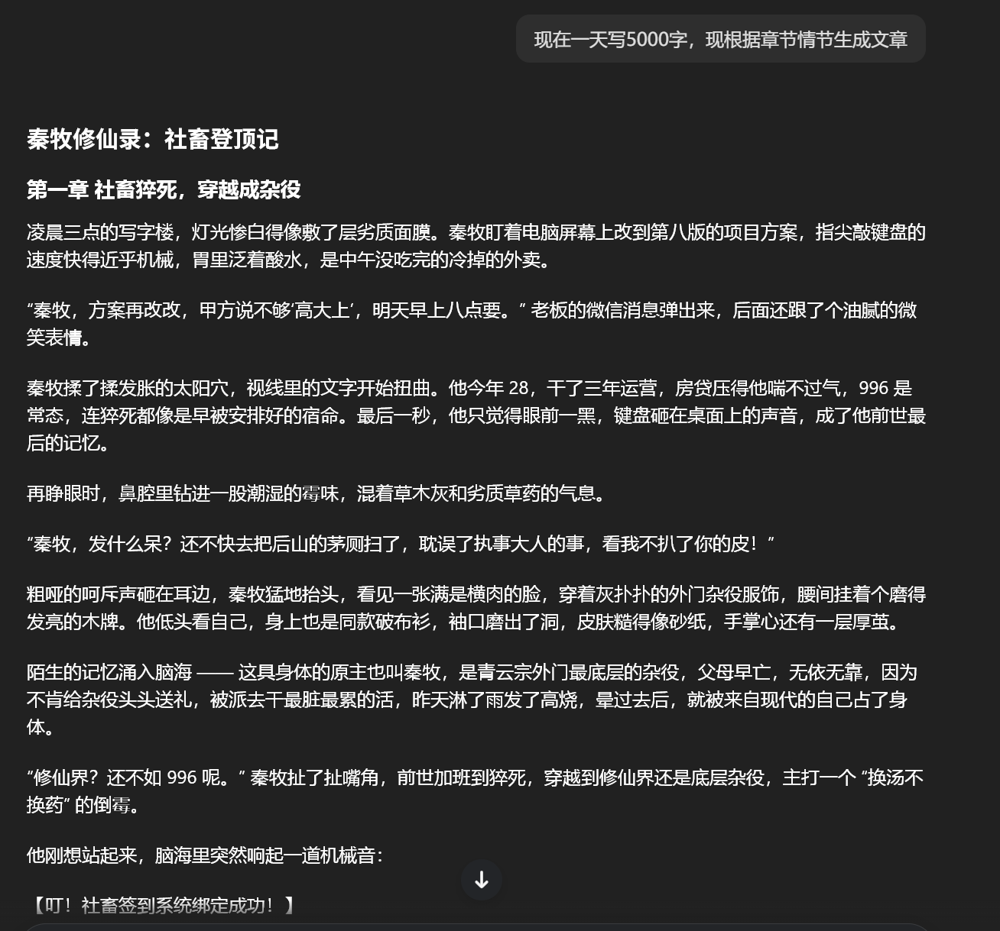 现在一天写5000字，现根据章节情节生成文章
秦牧修仙录：社畜登顶记
第一章 社畜猝死，穿越成杂役
凌晨三点的写字楼，灯光惨白得像敷了层劣质面膜。秦牧盯着电脑屏幕上改到第八版的项目方案，指尖敲键盘的
速度快得近乎机械，胃里泛着酸水，是中午没吃完的冷掉的外卖。
“秦牧，方案再改改，甲方说不够‘高大上’，明天早上八点要。” 老板的微信消息弹出来，后面还跟了个油腻的微
笑表情。
秦牧揉了揉发胀的太阳穴，视线里的文字开始扭曲。他今年 28，干了三年运营，房贷压得他喘不过气，996 是
常态，连猝死都像是早被安排好的宿命。最后一秒，他只觉得眼前一黑，键盘砸在桌面上的声音，成了他前世最
后的记忆。
再睁眼时，鼻腔里钻进一股潮湿的霉味，混着草木灰和劣质草药的气息。
“秦牧，发什么呆？还不快去把后山的茅厕扫了，耽误了执事大人的事，看我不扒了你的皮！”
粗哑的呵斥声砸在耳边，秦牧猛地抬头，看见一张满是横肉的脸，穿着灰扑扑的外门杂役服饰，腰间挂着个磨得
发亮的木牌。他低头看自己，身上也是同款破布衫，袖口磨出了洞，皮肤糙得像砂纸，手掌心还有一层厚茧。
陌生的记忆涌入脑海 —— 这具身体的原主也叫秦牧，是青云宗外门最底层的杂役，父母早亡，无依无靠，因为
不肯给杂役头头送礼，被派去干最脏最累的活，昨天淋了雨发了高烧，晕过去后，就被来自现代的自己占了身
体。
“修仙界？还不如 996 呢。” 秦牧扯了扯嘴角，前世加班到猝死，穿越到修仙界还是底层杂役，主打一个 “换汤不
换药” 的倒霉。
他刚想站起来，脑海里突然响起一道机械音：
【叮！社畜签到系统绑定成功！】